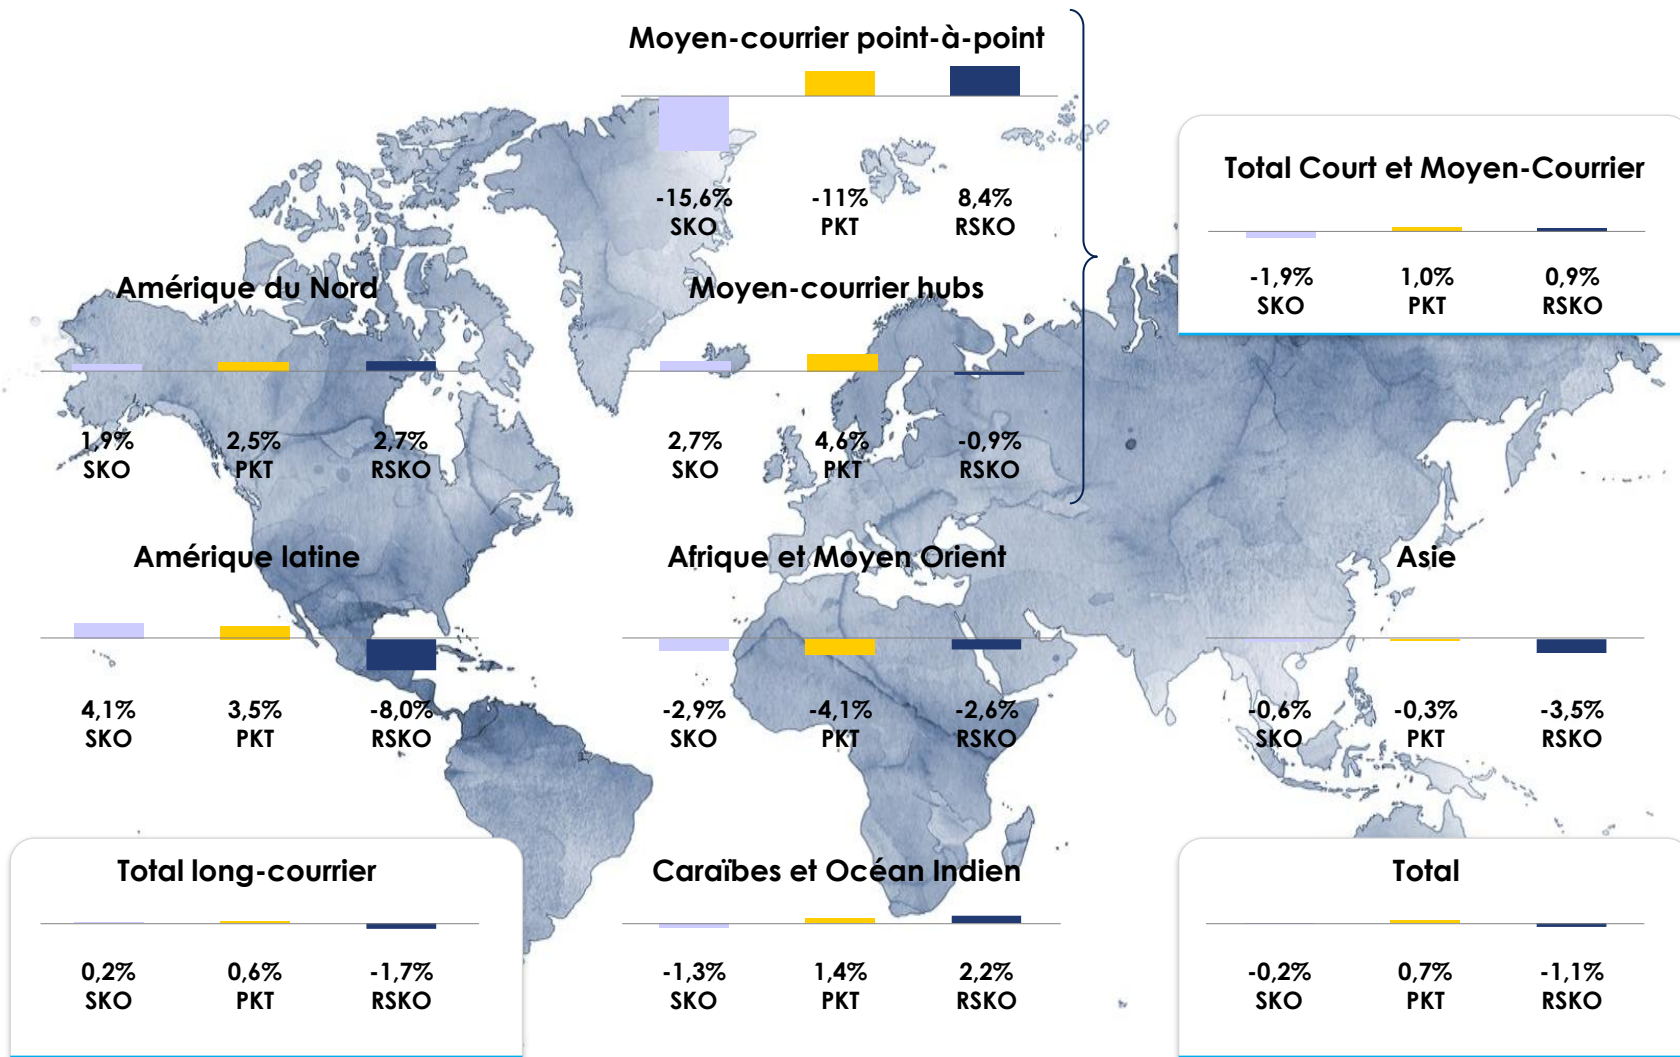 Moyen-courrier point-à-point
-15,6% -11% 8,4%
SKO PKT RSKO
Total Court et Moyen-Courrier
-1,9% 1,0% 0,9%
SKO PKT RSKO
Amérique du Nord
1,9% 2,5% 2,7%
SKO PKT RSKO
Moyen-courrier hubs
2,7% 4,6% -0,9%
SKO PKT RSKO
Amérique latine
4,1% 3,5% -8,0%
SKO PKT RSKO
Afrique et Moyen Orient
-2,9% -4,1% -2,6%
SKO PKT RSKO
Asie
-0,6% -0,3% -3,5%
SKO PKT RSKO
Total long-courrier
0,2% 0,6% -1,7%
SKO PKT RSKO
Caraïbes et Océan Indien
-1,3% 1,4% 2,2%
SKO PKT RSKO
Total
-0,2% 0,7% -1,1%
SKO PKT RSKO